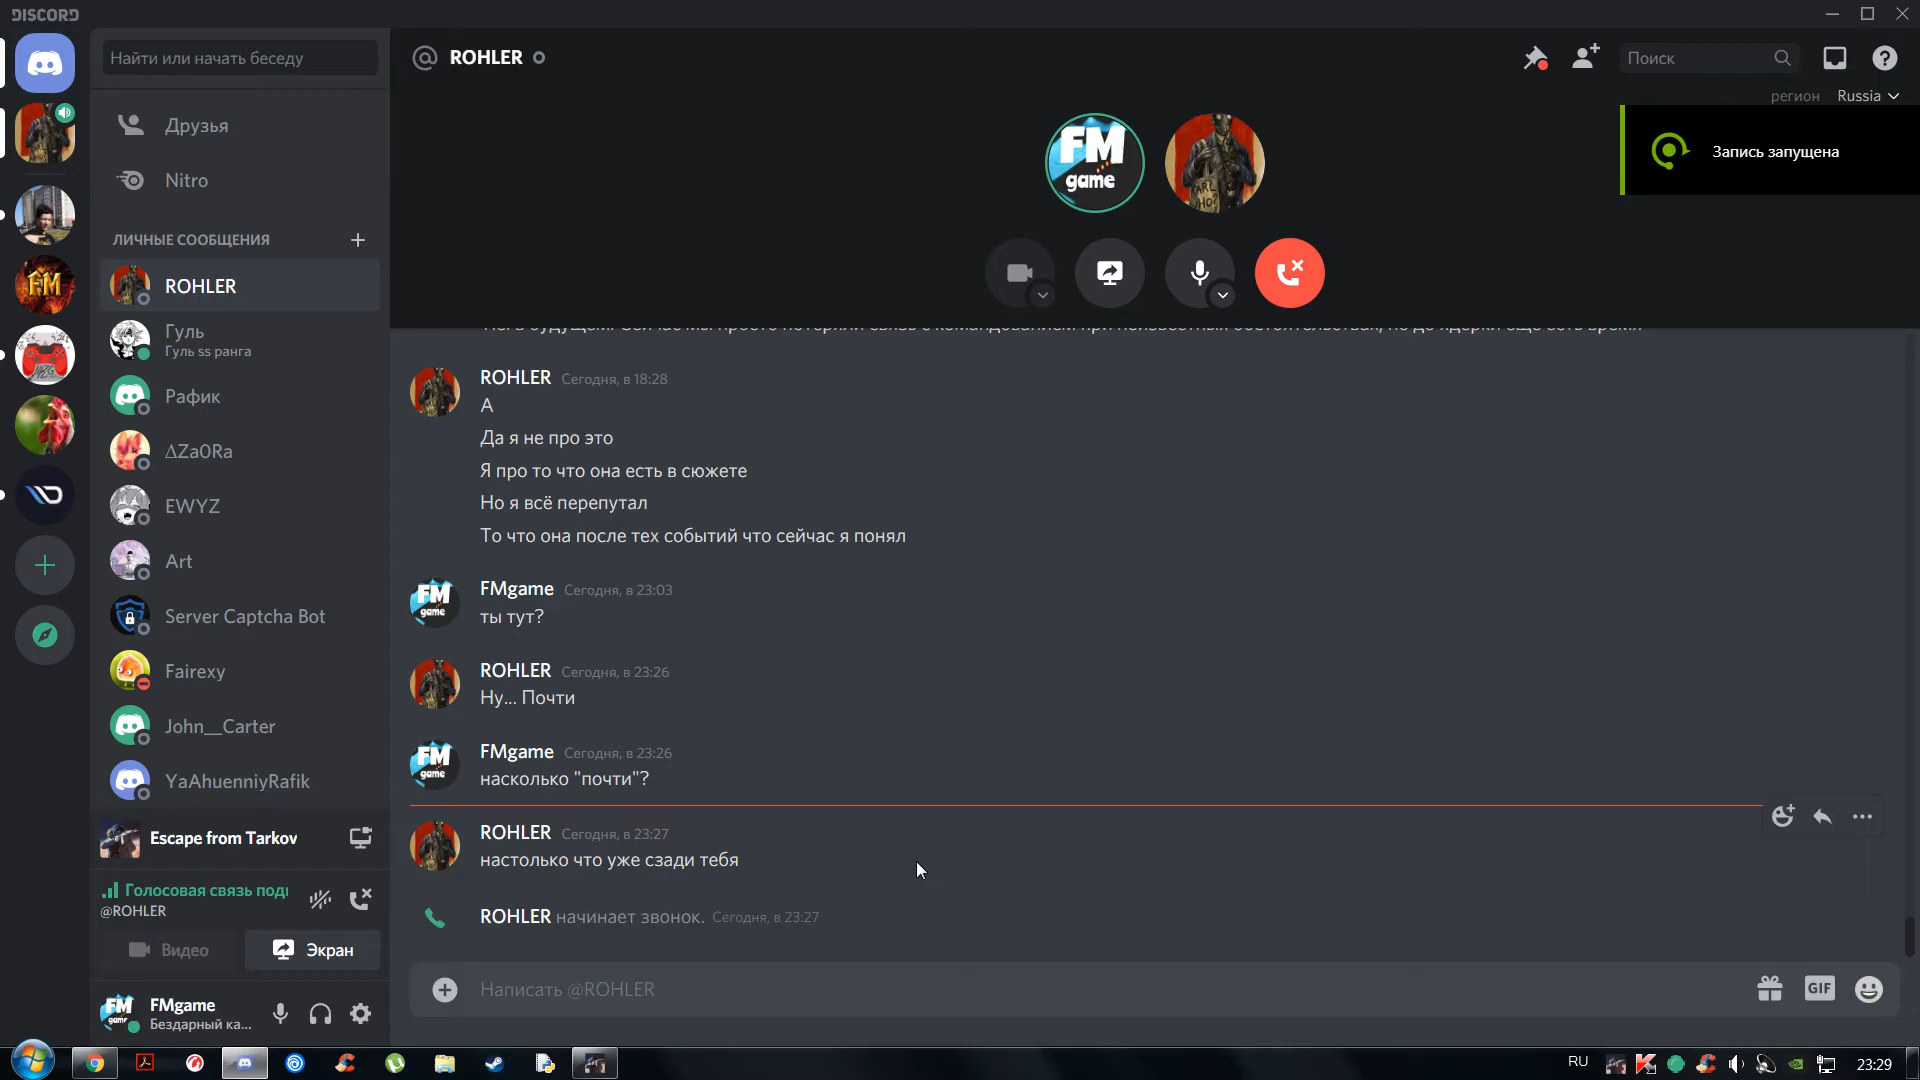 DISCORD
Найти или начать беседу
Друзья
Nitro
ЛИЧНЫЕ СООБЩЕНИЯ
ROHLER
Гуль
Гуль ss ранга
Рафик
ΔZa0Ra
EWYZ
Art
Server Captcha Bot
Fairexy
John__Carter
YaAhuenniyRafik
Escape from Tarkov
Голосовая связь под
@ROHLER
Видео
Экран
FMgame
Бездарный ка...
ROHLER
Поиск
регион Russia
Запись запущена
FM
game
ROHLER Сегодня, в 18:28
А
Да я не про это
Я про то что она есть в сюжете
Но я всё перепутал
То что она после тех событий что сейчас я понял
FMgame Сегодня, в 23:03
ты тут?
ROHLER Сегодня, в 23:26
Ну... Почти
FMgame Сегодня, в 23:26
насколько "почти"?
ROHLER Сегодня, в 23:27
настолько что уже сзади тебя
ROHLER начинает звонок. Сегодня, в 23:27
Написать @ROHLER
GIF
RU
23:29